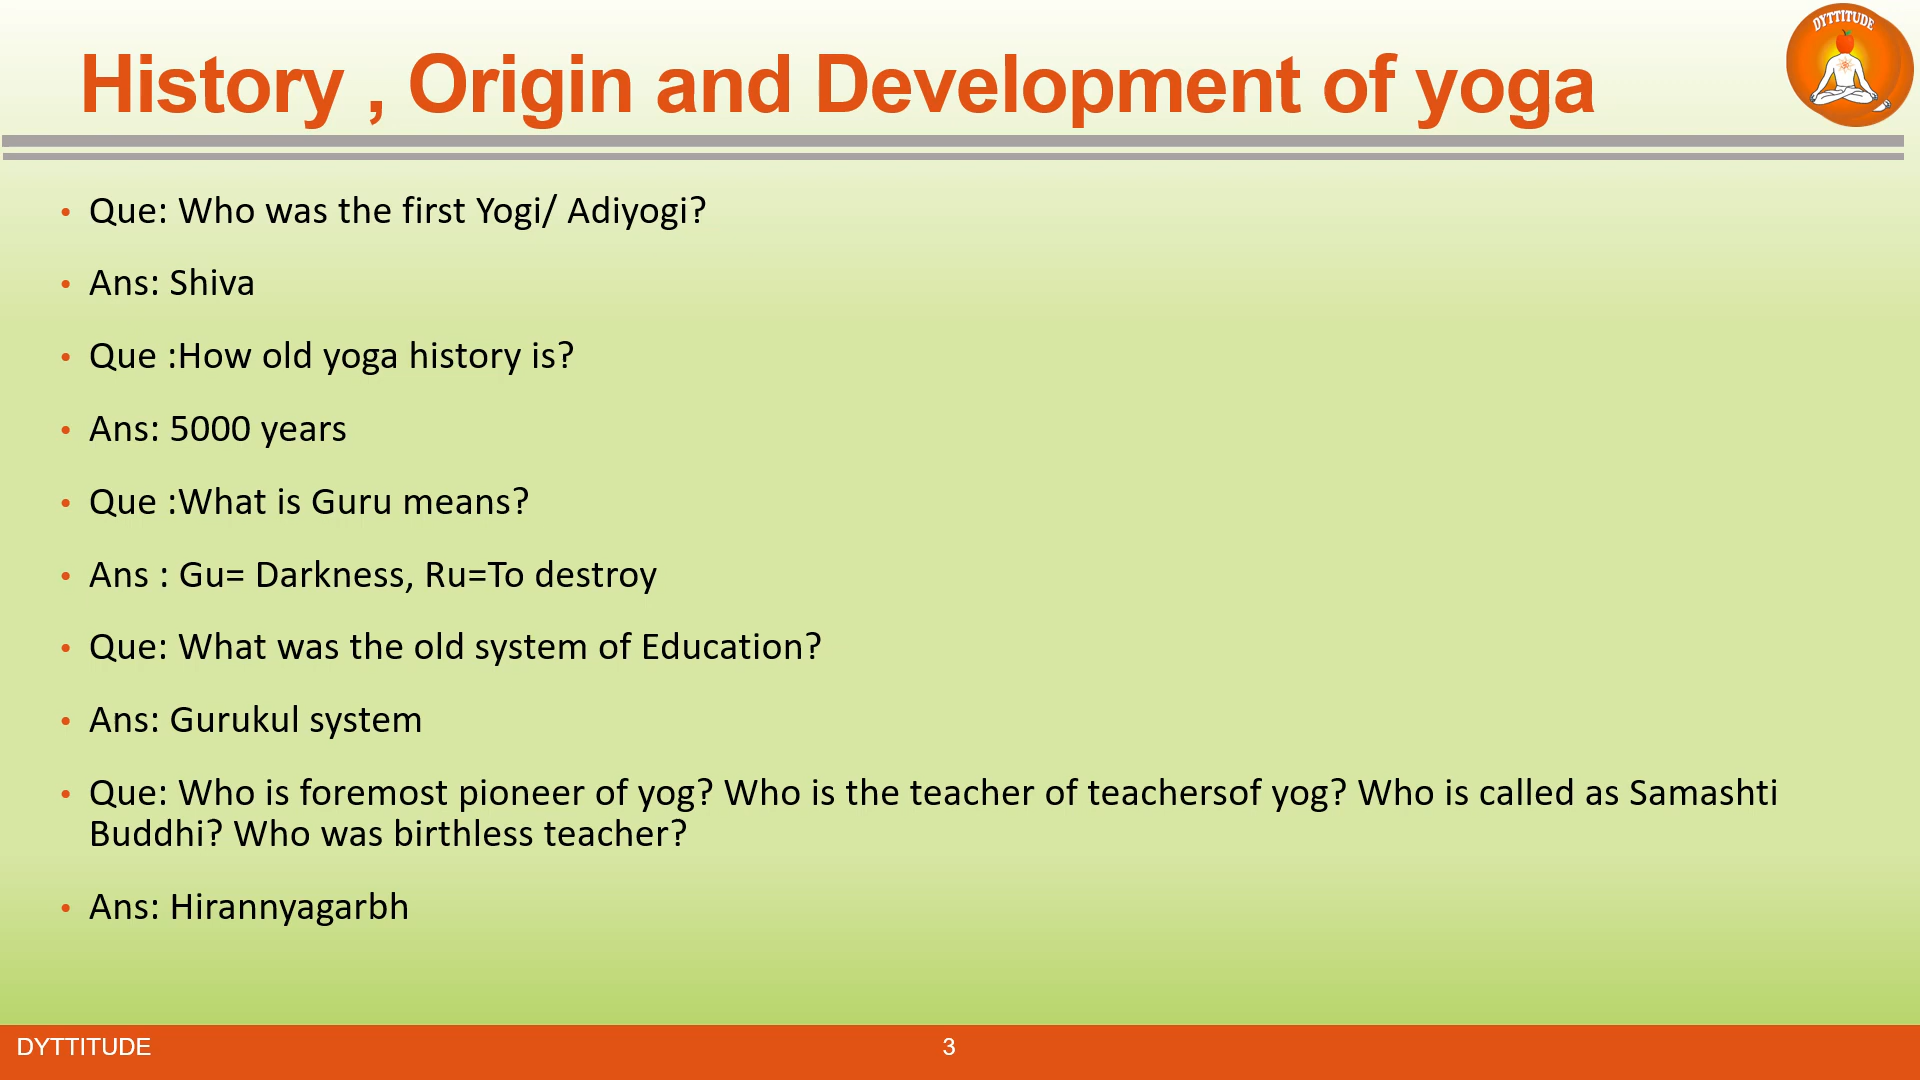 DYTTITUDE
History , Origin and Development of yoga
• Que: Who was the first Yogi/ Adiyogi?
• Ans: Shiva
• Que :How old yoga history is?
• Ans: 5000 years
• Que :What is Guru means?
• Ans : Gu= Darkness, Ru=To destroy
• Que: What was the old system of Education?
• Ans: Gurukul system
• Que: Who is foremost pioneer of yog? Who is the teacher of teachersof yog? Who is called as Samashti
Buddhi? Who was birthless teacher?
• Ans: Hirannyagarbh
DYTTITUDE
3